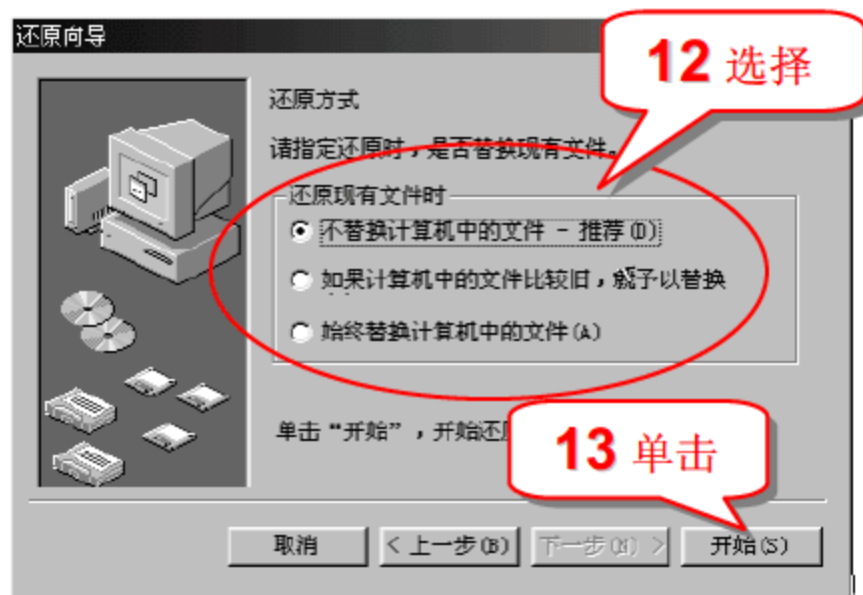 还原向导
12 选择
还原方式
请指定还原时，是否替换现有文件。
还原现有文件时
不替换计算机中的文件 - 推荐(D)
如果计算机中的文件比较旧，就予以替换
始终替换计算机中的文件(A)
单击“开始”，开始还
13 单击
取消
< 上一步(B)
下一步(N) >
开始(S)